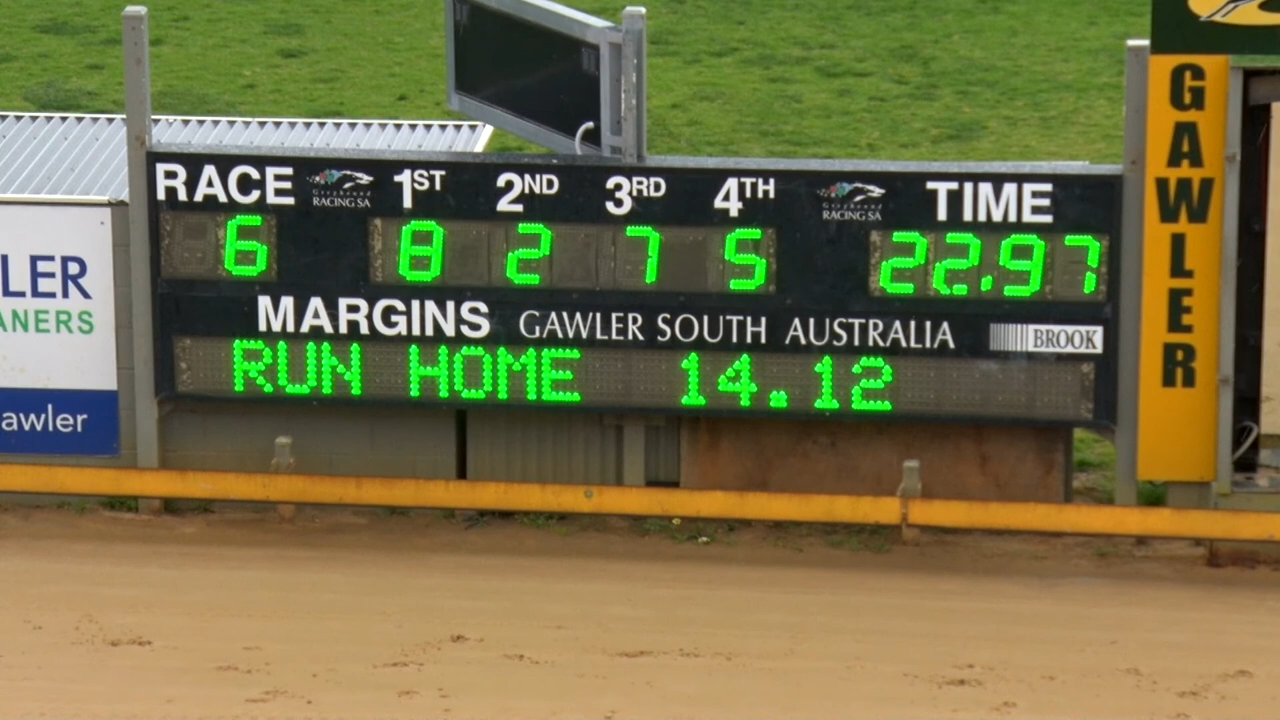 RACE Greyhound RACING SA 1ST 2ND 3RD 4TH Greyhound RACING SA TIME
6 8 2 7 5 22.97
MARGINS GAWLER SOUTH AUSTRALIA BROOK
RUN HOME 14.12
LER
ANERS
awler
GAWLER